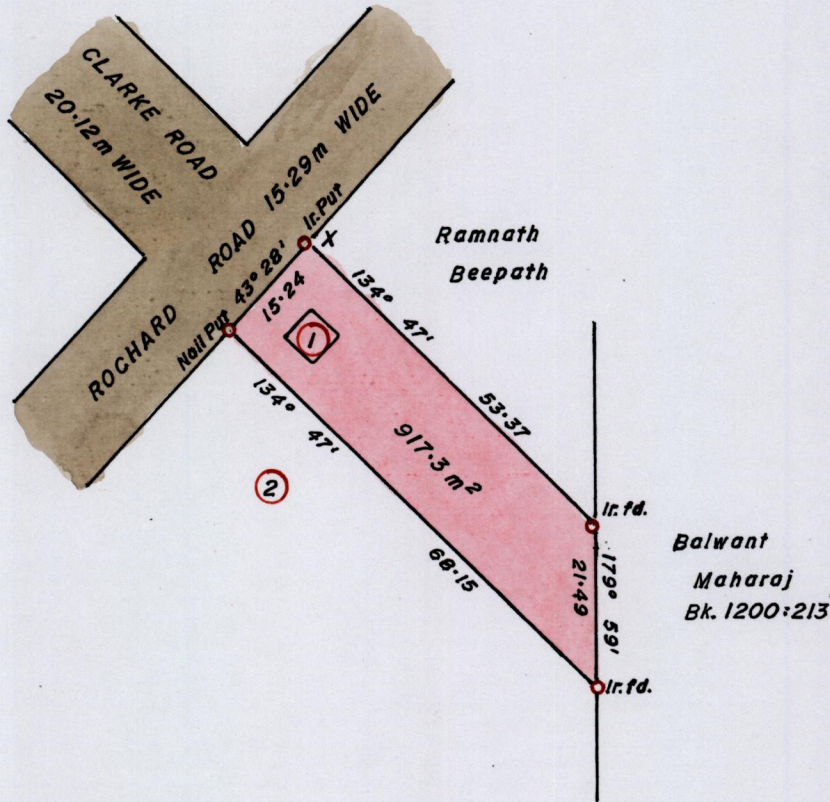 CLARKE ROAD
20·12m WIDE
ROCHARD ROAD 15·29m WIDE
Ir. Put
X
Nail Put 43° 28'
15·24
1
Ramnath
Beepath
134° 47'
53·37
134° 47'
917·3 m²
2
68·15
Ir. fd.
179° 59'
21·49
Balwant
Maharaj
Bk. 1200:213
Ir. fd.